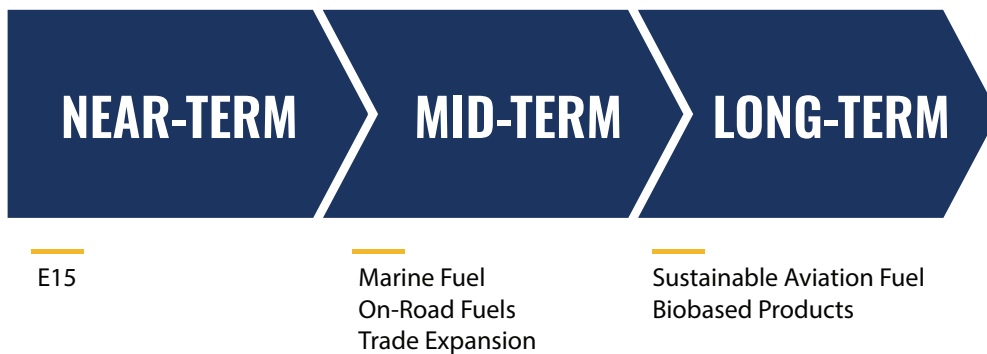 NEAR-TERM
MID-TERM
LONG-TERM
E15
Marine Fuel
On-Road Fuels
Trade Expansion
Sustainable Aviation Fuel
Biobased Products